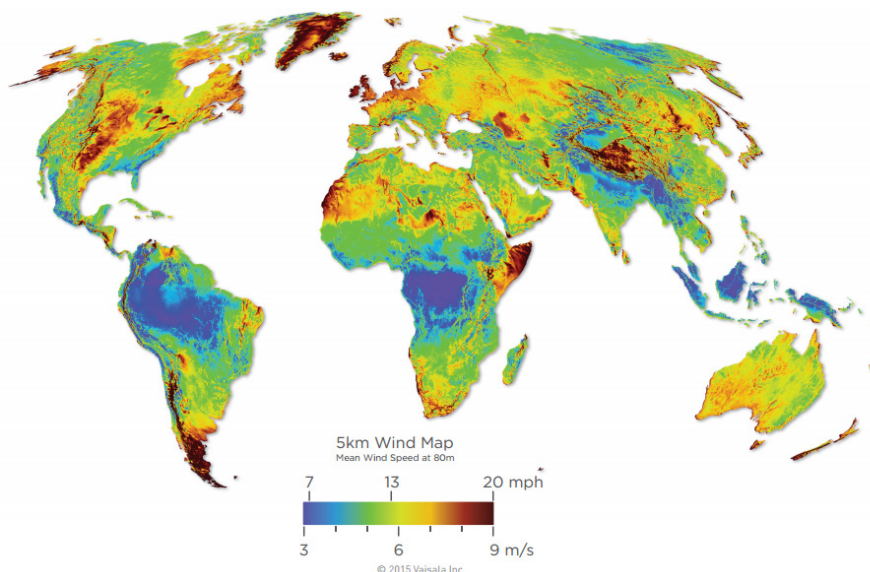 5km Wind Map
Mean Wind Speed at 80m
7 13 20 mph
3 6 9 m/s
© 2015 Vaisala Inc